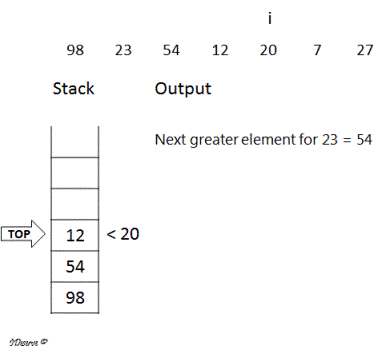 i
98 23 54 12 20 7 27
Stack Output
Next greater element for 23 = 54
TOP 12 < 20
54
98
IDeserve ©